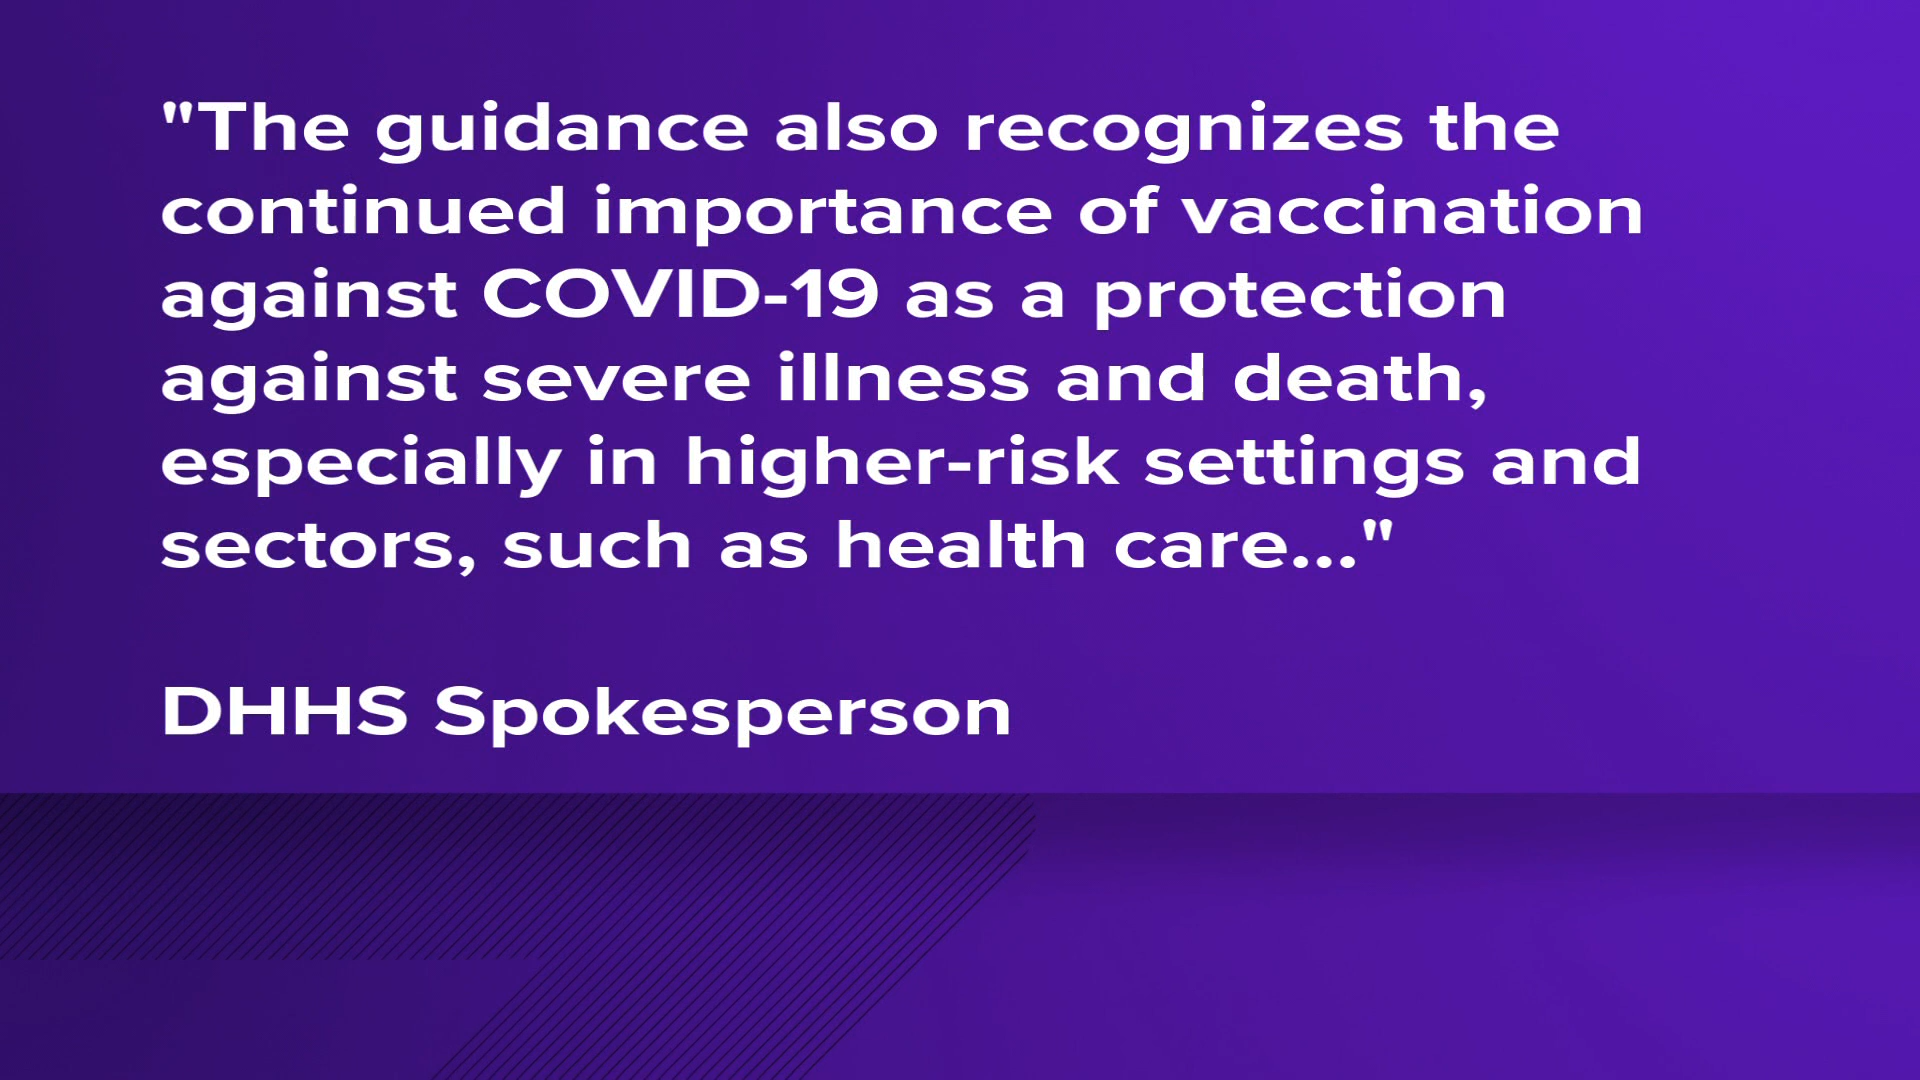 "The guidance also recognizes the
continued importance of vaccination
against COVID-19 as a protection
against severe illness and death,
especially in higher-risk settings and
sectors, such as health care..."
DHHS Spokesperson